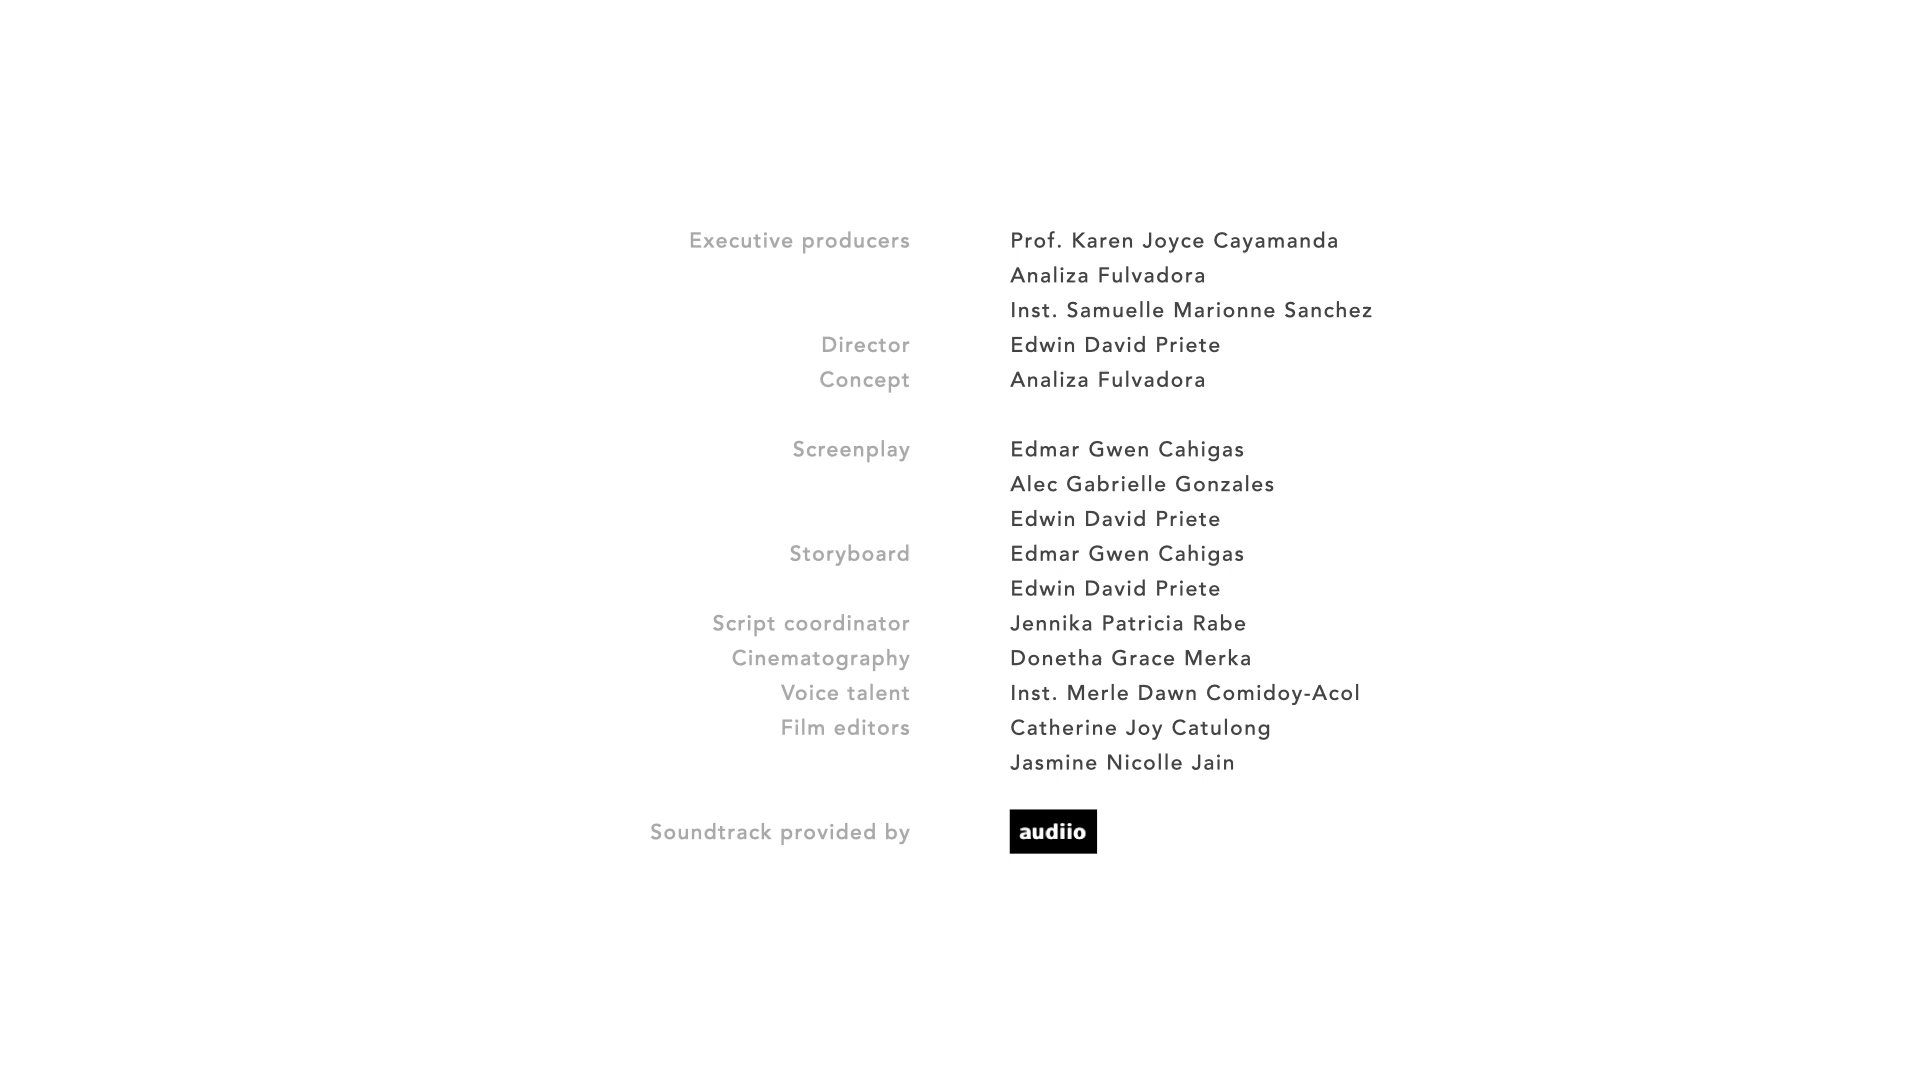 Executive producers Prof. Karen Joyce Cayamanda
Analiza Fulvadora
Inst. Samuelle Marionne Sanchez
Director Edwin David Priete
Concept Analiza Fulvadora
Screenplay Edmar Gwen Cahigas
Alec Gabrielle Gonzales
Edwin David Priete
Storyboard Edmar Gwen Cahigas
Edwin David Priete
Script coordinator Jennika Patricia Rabe
Cinematography Donetha Grace Merka
Voice talent Inst. Merle Dawn Comidoy-Acol
Film editors Catherine Joy Catulong
Jasmine Nicolle Jain
Soundtrack provided by audiio